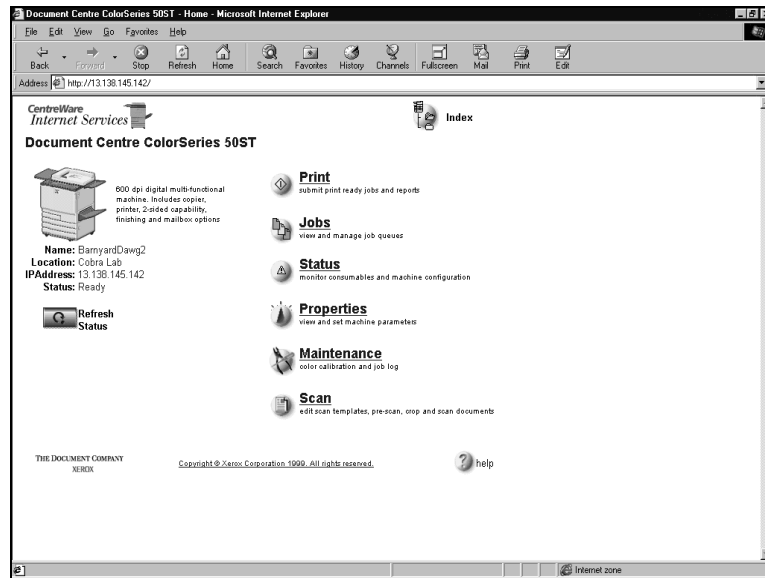 Document Centre ColorSeries 50ST - Home - Microsoft Internet Explorer
File Edit View Go Favorites Help
Back Forward Stop Refresh Home Search Favorites History Channels Fullscreen Mail Print Edit
Address http://13.138.145.142/
CentreWare
Internet Services
Index
Document Centre ColorSeries 50ST
600 dpi digital multi-functional
machine. Includes copier,
printer, 2-sided capability,
finishing and mailbox options
Name: BarnyardDawg2
Location: Cobra Lab
IPAddress: 13.138.145.142
Status: Ready
Refresh
Status
Print
submit print ready jobs and reports
Jobs
view and manage job queues
Status
monitor consumables and machine configuration
Properties
view and set machine parameters
Maintenance
color calibration and job log
Scan
edit scan templates, pre-scan, crop and scan documents
THE DOCUMENT COMPANY
XEROX
Copyright © Xerox Corporation 1999. All rights reserved.
help
Internet zone